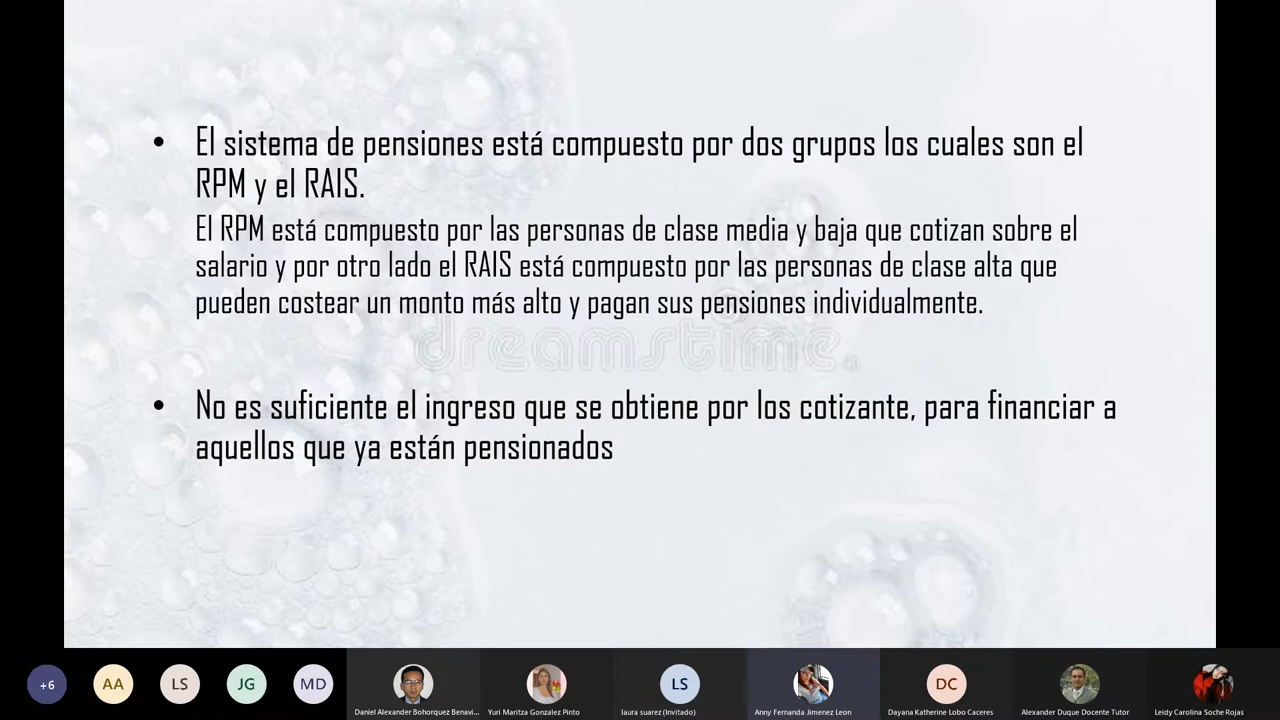 • El sistema de pensiones está compuesto por dos grupos los cuales son el
RPM y el RAIS.
El RPM está compuesto por las personas de clase media y baja que cotizan sobre el
salario y por otro lado el RAIS está compuesto por las personas de clase alta que
pueden costear un monto más alto y pagan sus pensiones individualmente.
dreamstime.
• No es suficiente el ingreso que se obtiene por los cotizante, para financiar a
aquellos que ya están pensionados
+6 AA LS JG MD LS DC
Daniel Alexander Bohorquez Benavi... Yuri Maritza Gonzalez Pinto laura suarez (Invitado) Anny Fernanda Jimenez Leon Dayana Katherine Lobo Caceres Alexander Duque Docente Tutor Leidy Carolina Soche Rojas